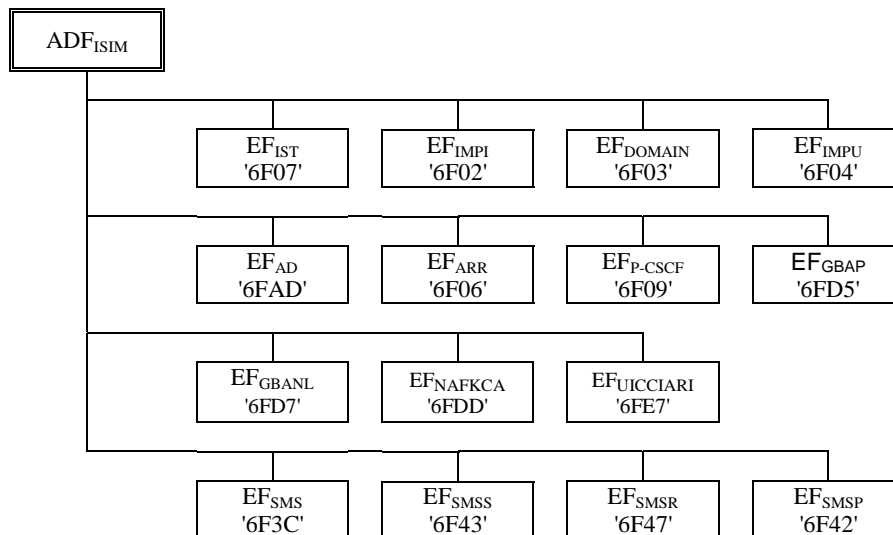 ADFISIM
EFIST
'6F07'
EFIMPI
'6F02'
EFDOMAIN
'6F03'
EFIMPU
'6F04'
EFAD
'6FAD'
EFARR
'6F06'
EFP-CSCF
'6F09'
EFGBAP
'6FD5'
EFGBANL
'6FD7'
EFNAFKCA
'6FDD'
EFUICCIARI
'6FE7'
EFSMS
'6F3C'
EFSMSS
'6F43'
EFSMSR
'6F47'
EFSMSP
'6F42'